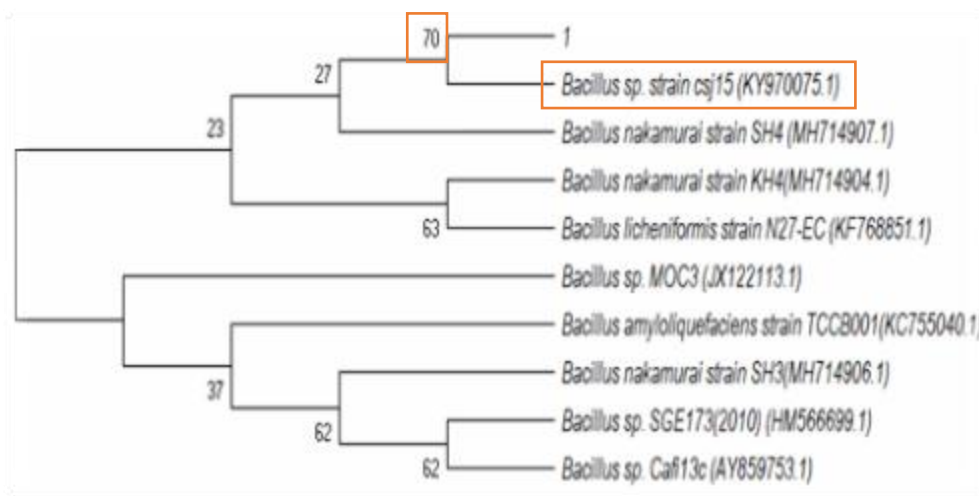 70
1
27
Bacillus sp. strain csj15 (KY970075.1)
23
Bacillus nakamurai strain SH4 (MH714907.1)
Bacillus nakamurai strain KH4(MH714904.1)
63
Bacillus licheniformis strain N27-EC (KF768851.1)
Bacillus sp. MOC3 (JX122113.1)
Bacillus amyloliquefaciens strain TCCB001(KC755040.1)
37
Bacillus nakamurai strain SH3(MH714906.1)
62
Bacillus sp. SGE173(2010) (HM566699.1)
62
Bacillus sp. Cafi13c (AY859753.1)